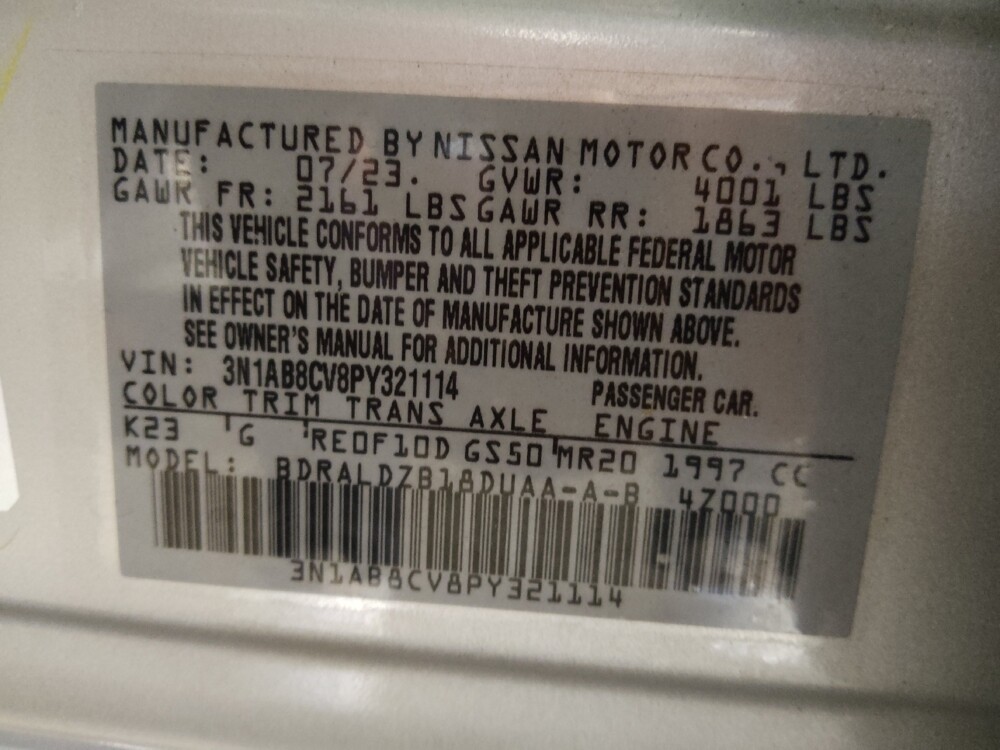 MANUFACTURED BY NISSAN MOTOR CO., LTD.
DATE: 07/23. GVWR: 4001 LBS
GAWR FR: 2161 LBS GAWR RR: 1863 LBS
THIS VEHICLE CONFORMS TO ALL APPLICABLE FEDERAL MOTOR
VEHICLE SAFETY, BUMPER AND THEFT PREVENTION STANDARDS
IN EFFECT ON THE DATE OF MANUFACTURE SHOWN ABOVE.
SEE OWNER'S MANUAL FOR ADDITIONAL INFORMATION.
VIN: 3N1AB8CV8PY321114 PASSENGER CAR.
COLOR TRIM TRANS AXLE ENGINE
K23 G RE0F10D GS50 MR20 1997 CC
MODEL: BDRALDZB18DUAA-A-B 4Z000
3N1AB8CV8PY321114